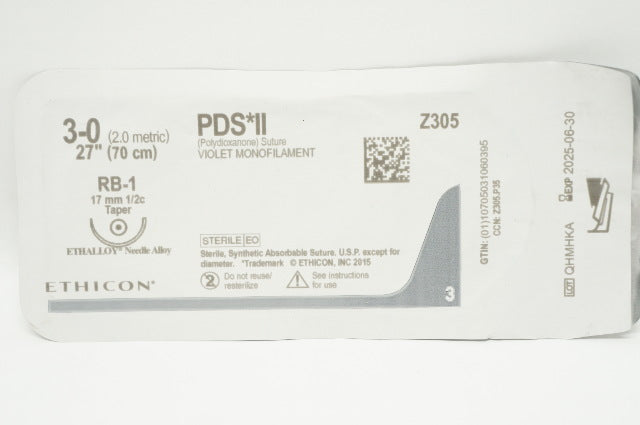 3-0 (2.0 metric)
27" (70 cm)
RB-1
17 mm 1/2c
Taper
ETHALLOY* Needle Alloy
ETHICON*
PDS*II
(Polydioxanone) Suture
VIOLET MONOFILAMENT
Z305
STERILE EO
Sterile, Synthetic Absorbable Suture. U.S.P. except for
diameter. *Trademark © ETHICON, INC 2015
2 Do not reuse/
resterilize
See instructions
for use
3
GTIN: (01)10705031060395
CCN: Z305.P35
LOT QHMHKA EXP 2025-06-30